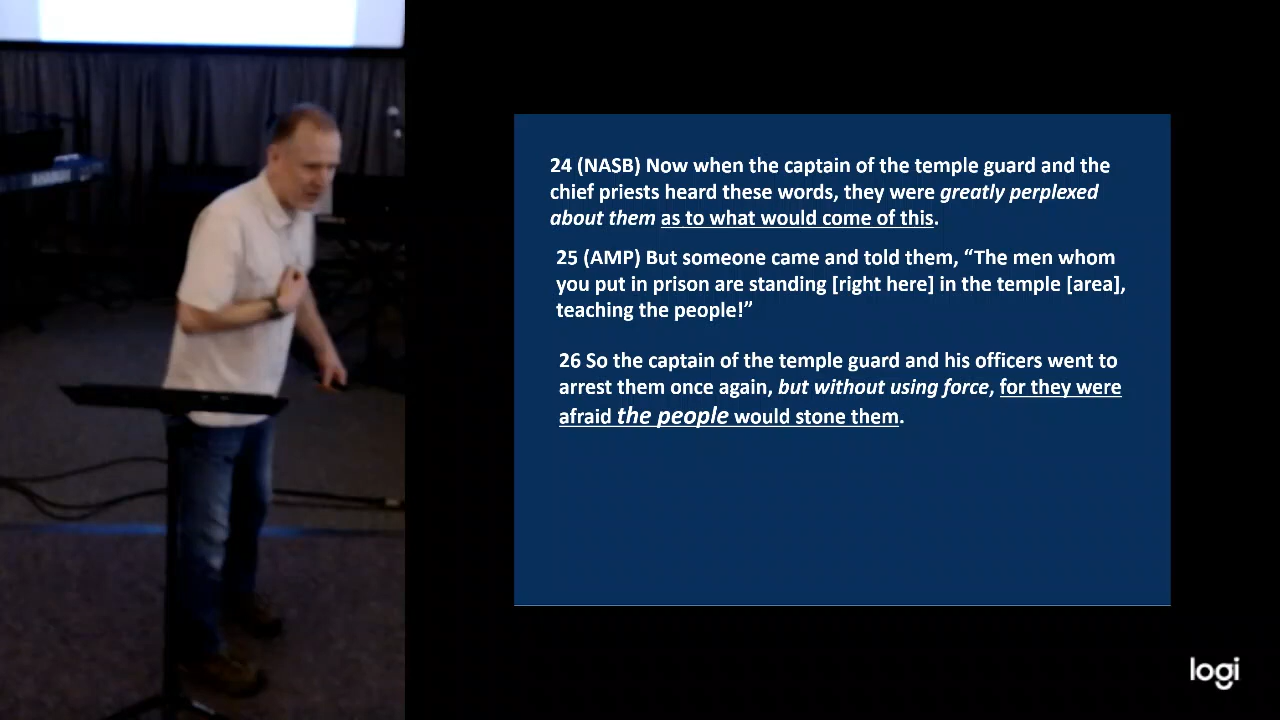 24 (NASB) Now when the captain of the temple guard and the
chief priests heard these words, they were greatly perplexed
about them as to what would come of this.
25 (AMP) But someone came and told them, “The men whom
you put in prison are standing [right here] in the temple [area],
teaching the people!”
26 So the captain of the temple guard and his officers went to
arrest them once again, but without using force, for they were
afraid the people would stone them.
logi